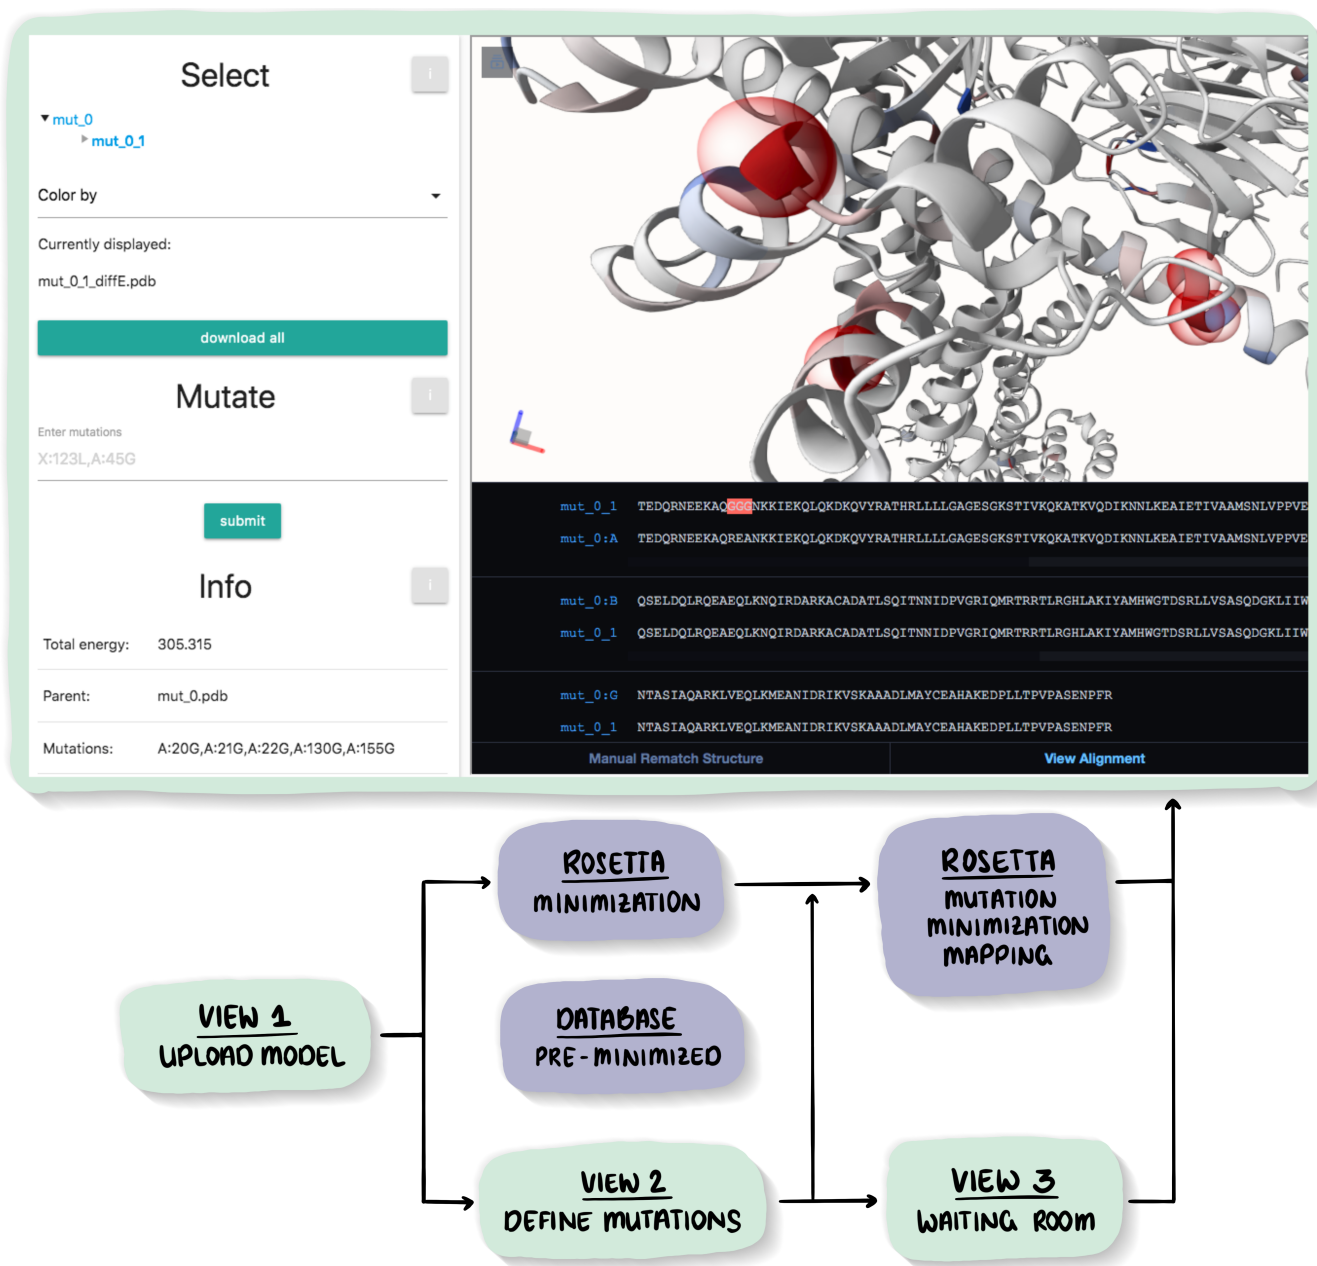 Select
i
mut_0
mut_0_1
Color by
Currently displayed:
mut_0_1_diffE.pdb
download all
Mutate
i
Enter mutations
X:123L,A:45G
submit
Info
i
Total energy: 305.315
Parent: mut_0.pdb
Mutations: A:20G,A:21G,A:22G,A:130G,A:155G
mut_0_1 TEDQRNEEKAQGGGNKKIEKQLQKDKQVYRATHRLLLLGAGESGKSTIVKQKATKVQDIKNNLKEAIETIVAAMSNLVPPVE
mut_0:A TEDQRNEEKAQREANKKIEKQLQKDKQVYRATHRLLLLGAGESGKSTIVKQKATKVQDIKNNLKEAIETIVAAMSNLVPPVE
mut_0:B QSELDQLRQEAEQLKNQIRDARKACADATLSQITNNIDPVGRIQMRTRRTLRGHLAKIYAMHWGTDSRLLVSASQDGKLIIW
mut_0_1 QSELDQLRQEAEQLKNQIRDARKACADATLSQITNNIDPVGRIQMRTRRTLRGHLAKIYAMHWGTDSRLLVSASQDGKLIIW
mut_0:G NTASIAQARKLVEQLKMEANIDRIKVSKAAADLMAYCEAHAKEDPLLTPVPASENPFR
mut_0_1 NTASIAQARKLVEQLKMEANIDRIKVSKAAADLMAYCEAHAKEDPLLTPVPASENPFR
Manual Rematch Structure
View Alignment
ROSETTA
MINIMIZATION
ROSETTA
MUTATION
MINIMIZATION
MAPPING
VIEW 1
UPLOAD MODEL
DATABASE
PRE-MINIMIZED
VIEW 2
DEFINE MUTATIONS
VIEW 3
WAITING ROOM